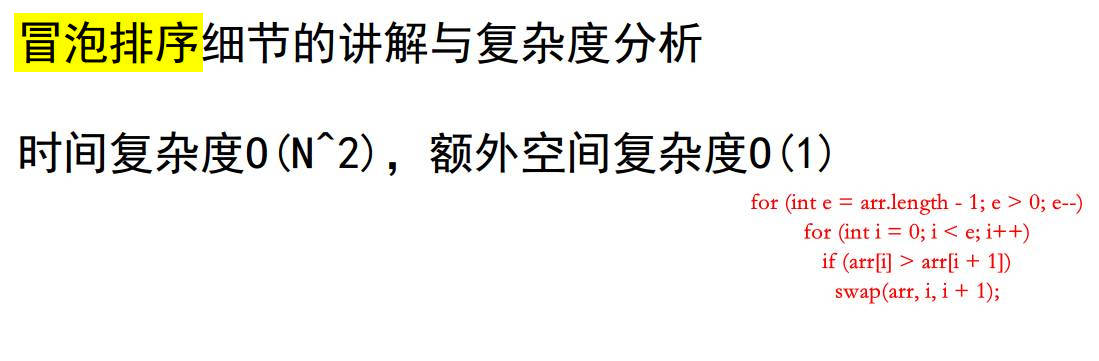 冒泡排序细节的讲解与复杂度分析
时间复杂度O(N^2)，额外空间复杂度O(1)
for (int e = arr.length - 1; e > 0; e--)
for (int i = 0; i < e; i++)
if (arr[i] > arr[i + 1])
swap(arr, i, i + 1);